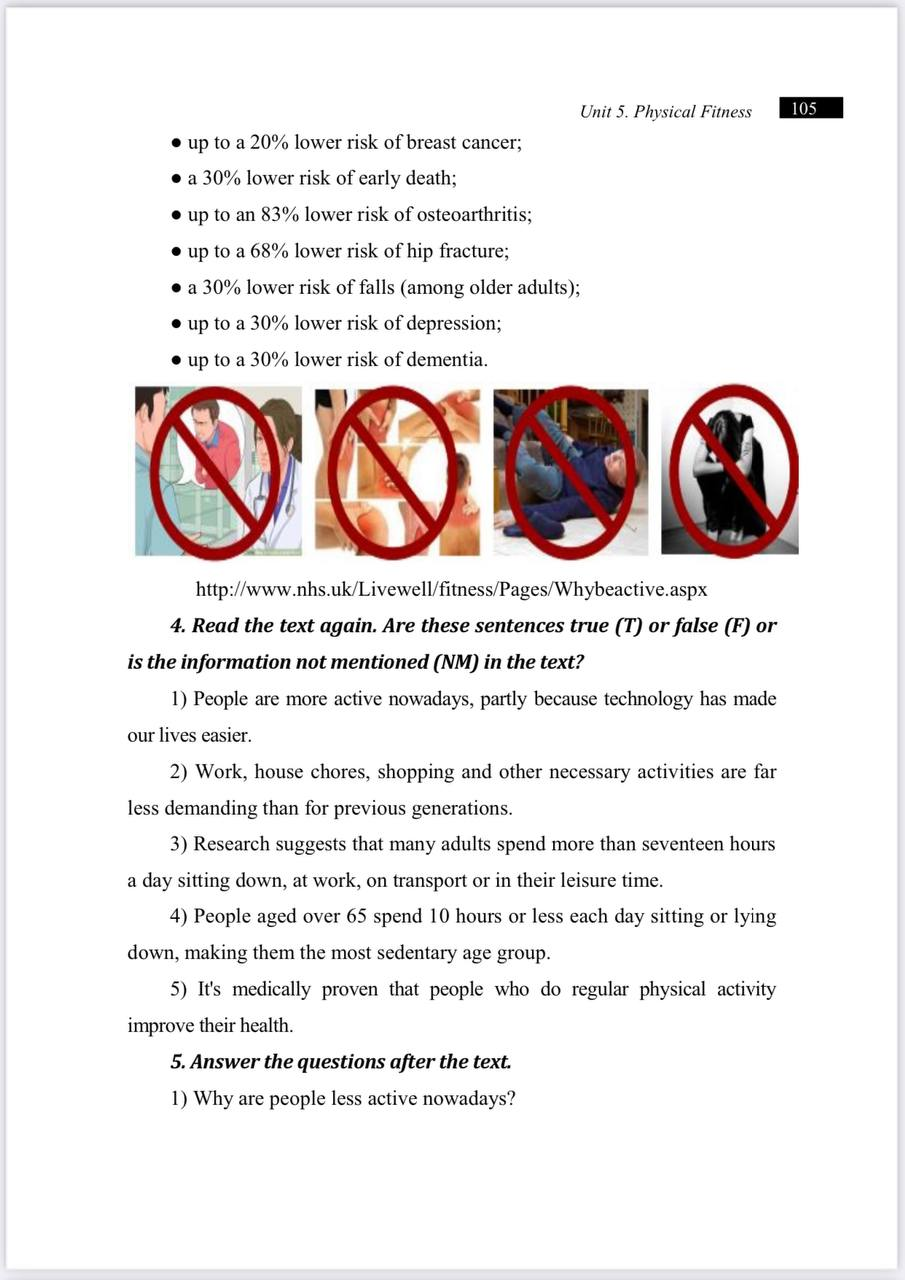 Unit 5. Physical Fitness 105
● up to a 20% lower risk of breast cancer;
● a 30% lower risk of early death;
● up to an 83% lower risk of osteoarthritis;
● up to a 68% lower risk of hip fracture;
● a 30% lower risk of falls (among older adults);
● up to a 30% lower risk of depression;
● up to a 30% lower risk of dementia.
http://www.nhs.uk/Livewell/fitness/Pages/Whybeactive.aspx
4. Read the text again. Are these sentences true (T) or false (F) or
is the information not mentioned (NM) in the text?
1) People are more active nowadays, partly because technology has made
our lives easier.
2) Work, house chores, shopping and other necessary activities are far
less demanding than for previous generations.
3) Research suggests that many adults spend more than seventeen hours
a day sitting down, at work, on transport or in their leisure time.
4) People aged over 65 spend 10 hours or less each day sitting or lying
down, making them the most sedentary age group.
5) It's medically proven that people who do regular physical activity
improve their health.
5. Answer the questions after the text.
1) Why are people less active nowadays?